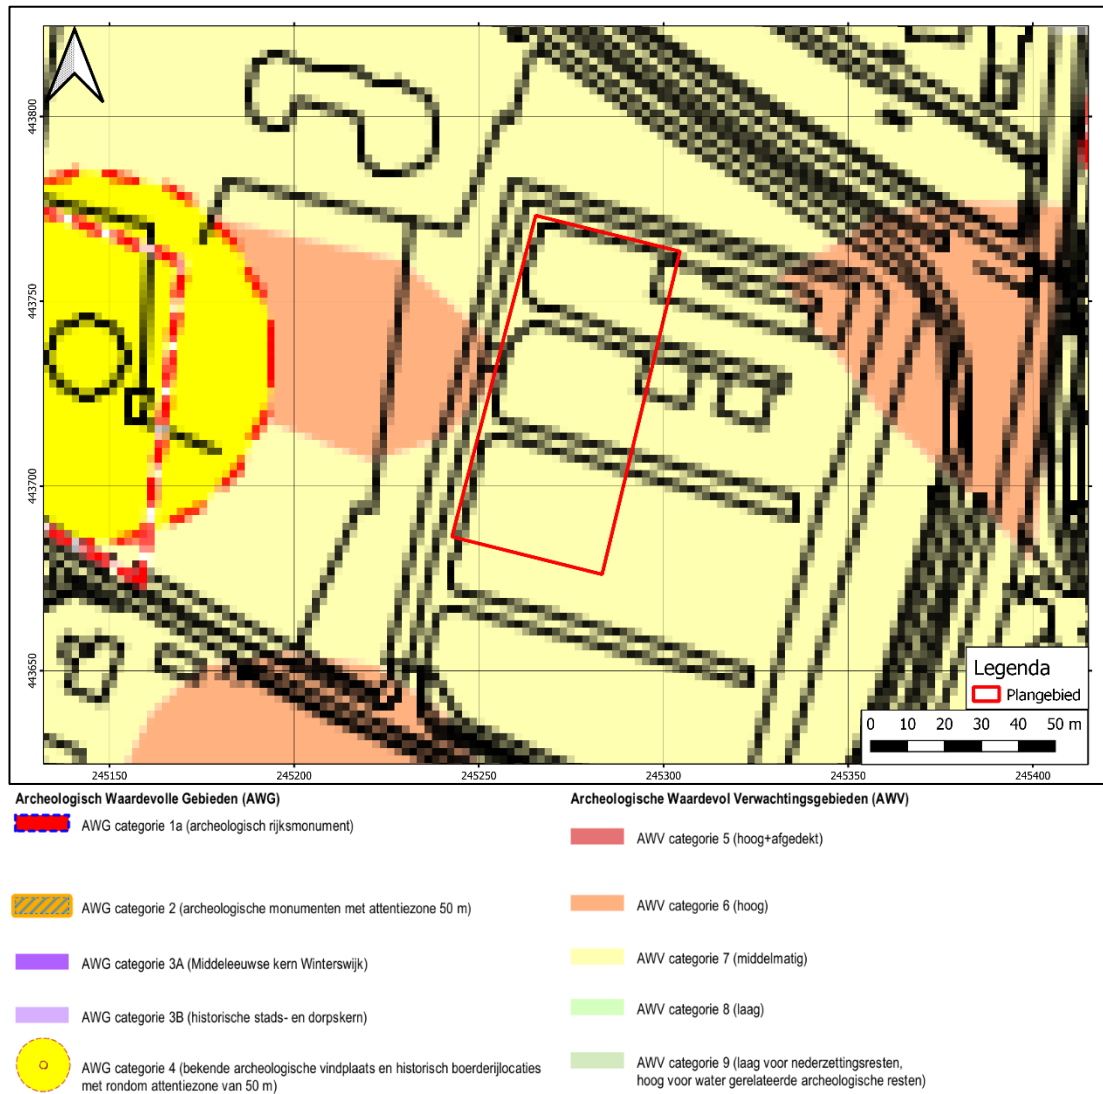 443800
443750
443700
443650
245150
245200
245250
245300
245350
245400
Legenda
Plangebied
0 10 20 30 40 50 m
Archeologisch Waardevolle Gebieden (AWG)
AWG categorie 1a (archeologisch rijksmonument)
AWG categorie 2 (archeologische monumenten met attentiezone 50 m)
AWG categorie 3A (Middeleeuwse kern Winterswijk)
AWG categorie 3B (historische stads- en dorpskern)
AWG categorie 4 (bekende archeologische vindplaats en historisch boerderijlocaties
met rondom attentiezone van 50 m)
Archeologische Waardevol Verwachtingsgebieden (AWV)
AWV categorie 5 (hoog+afgedekt)
AWV categorie 6 (hoog)
AWV categorie 7 (middelmatig)
AWV categorie 8 (laag)
AWV categorie 9 (laag voor nederzettingsresten,
hoog voor water gerelateerde archeologische resten)